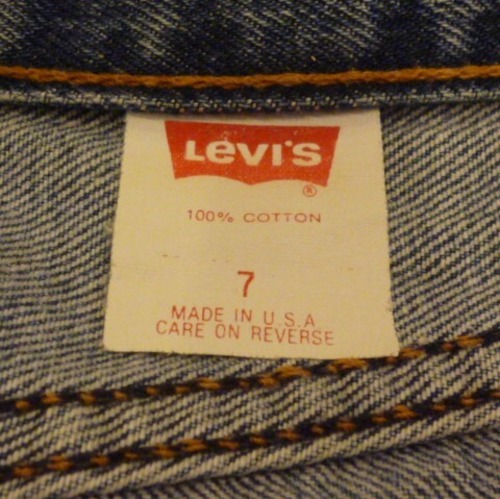 Levi's
®
100% COTTON
7
MADE IN U.S.A
CARE ON REVERSE